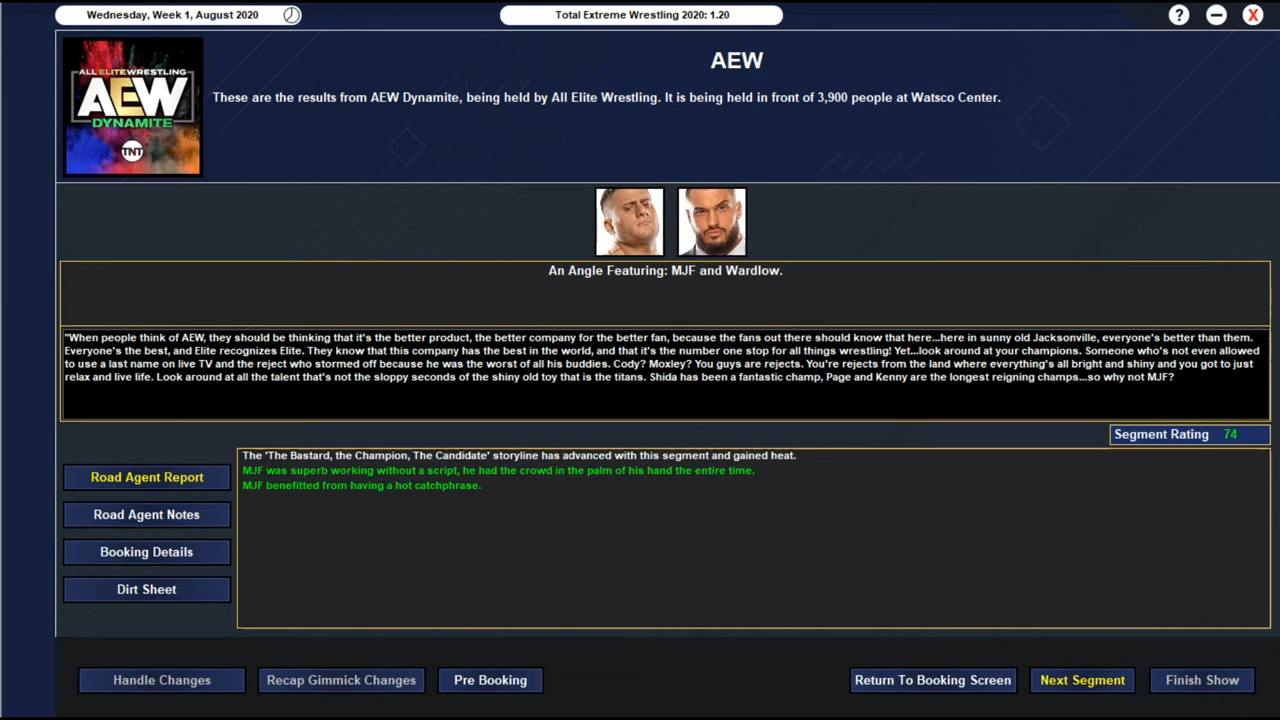 Wednesday, Week 1, August 2020
Total Extreme Wrestling 2020: 1.20
?
X
ALL ELITE WRESTLING
AEW
DYNAMITE
TNT
AEW
These are the results from AEW Dynamite, being held by All Elite Wrestling. It is being held in front of 3,900 people at Watsco Center.
An Angle Featuring: MJF and Wardlow.
"When people think of AEW, they should be thinking that it's the better product, the better company for the better fan, because the fans out there should know that here...here in sunny old Jacksonville, everyone's better than them.
Everyone's the best, and Elite recognizes Elite. They know that this company has the best in the world, and that it's the number one stop for all things wrestling! Yet...look around at your champions. Someone who's not even allowed
to use a last name on live TV and the reject who stormed off because he was the worst of all his buddies. Cody? Moxley? You guys are rejects. You're rejects from the land where everything's all bright and shiny and you got to just
relax and live life. Look around at all the talent that's not the sloppy seconds of the shiny old toy that is the titans. Shida has been a fantastic champ, Page and Kenny are the longest reigning champs...so why not MJF?
Segment Rating 74
The 'The Bastard, the Champion, The Candidate' storyline has advanced with this segment and gained heat.
MJF was superb working without a script, he had the crowd in the palm of his hand the entire time.
MJF benefitted from having a hot catchphrase.
Road Agent Report
Road Agent Notes
Booking Details
Dirt Sheet
Handle Changes
Recap Gimmick Changes
Pre Booking
Return To Booking Screen
Next Segment
Finish Show